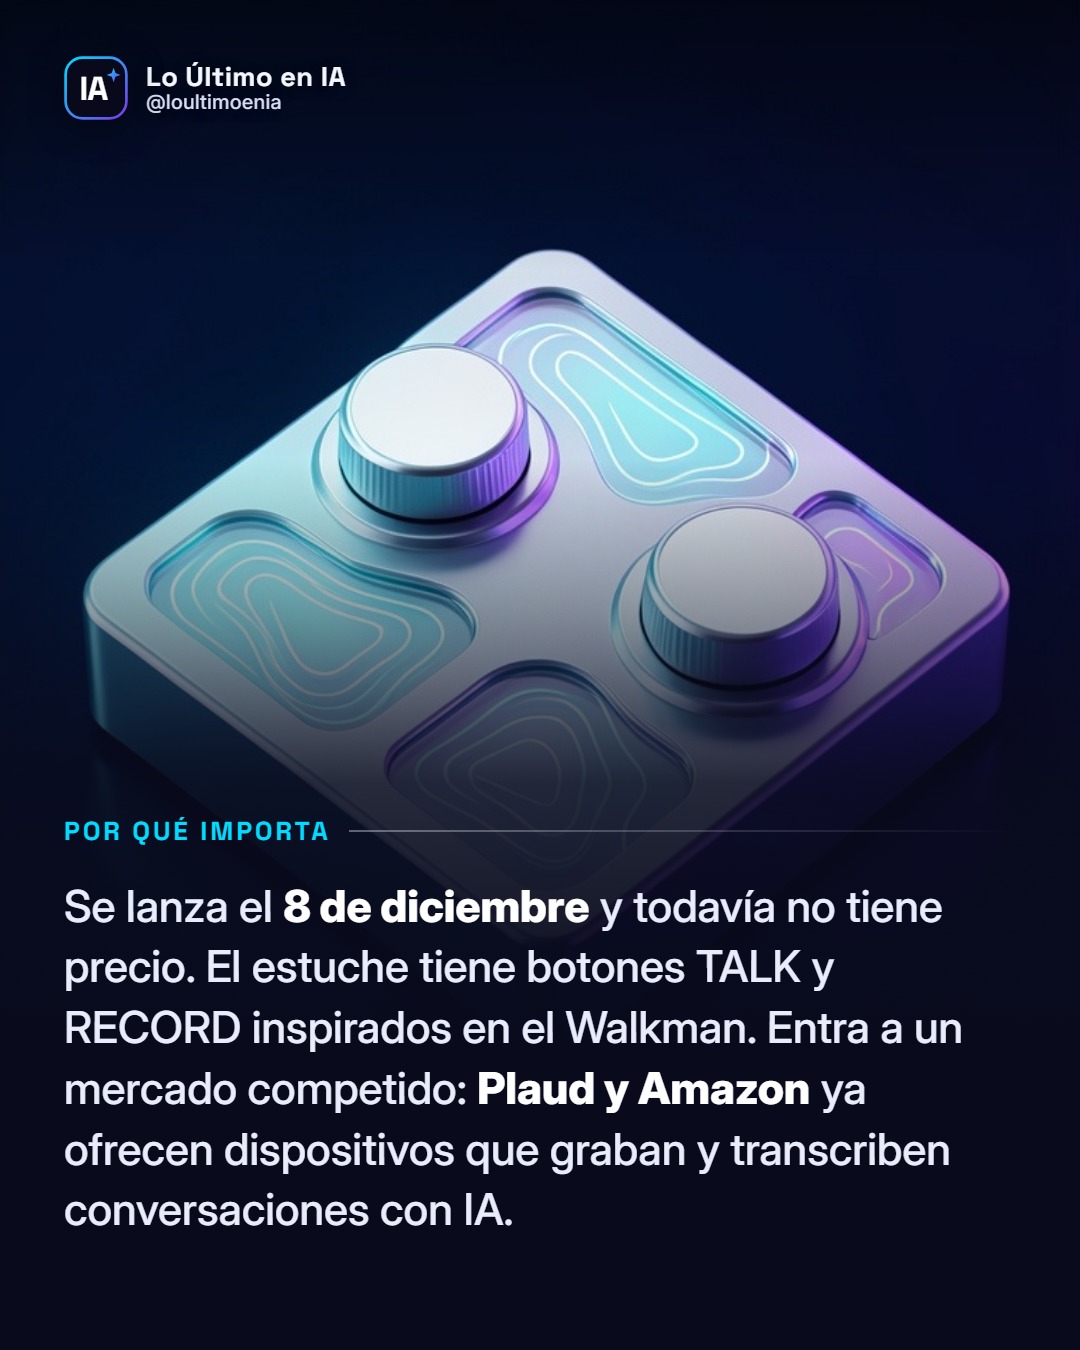 IA
Lo Último en IA
@loultimoenia
POR QUÉ IMPORTA
Se lanza el 8 de diciembre y todavía no tiene
precio. El estuche tiene botones TALK y
RECORD inspirados en el Walkman. Entra a un
mercado competido: Plaud y Amazon ya
ofrecen dispositivos que graban y transcriben
conversaciones con IA.